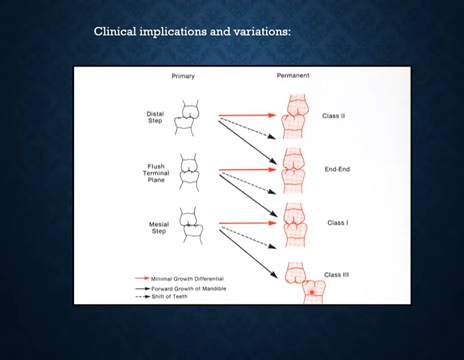 Clinical implications and variations:
Primary
Permanent
Distal
Step
Class II
Flush
Terminal
Plane
End-End
Mesial
Step
Class I
Class III
Minimal Growth Differential
Forward Growth of Mandible
Shift of Teeth